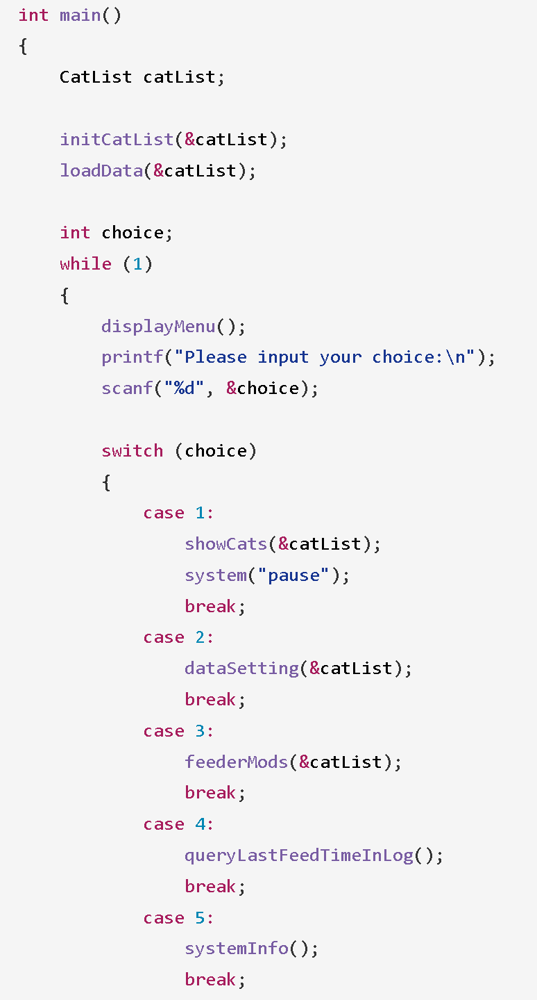 int main()
{
    CatList catList;

    initCatList(&catList);
    loadData(&catList);

    int choice;
    while (1)
    {
        displayMenu();
        printf("Please input your choice:\n");
        scanf("%d", &choice);

        switch (choice)
        {
            case 1:
                showCats(&catList);
                system("pause");
                break;
            case 2:
                dataSetting(&catList);
                break;
            case 3:
                feederMods(&catList);
                break;
            case 4:
                queryLastFeedTimeInLog();
                break;
            case 5:
                systemInfo();
                break;